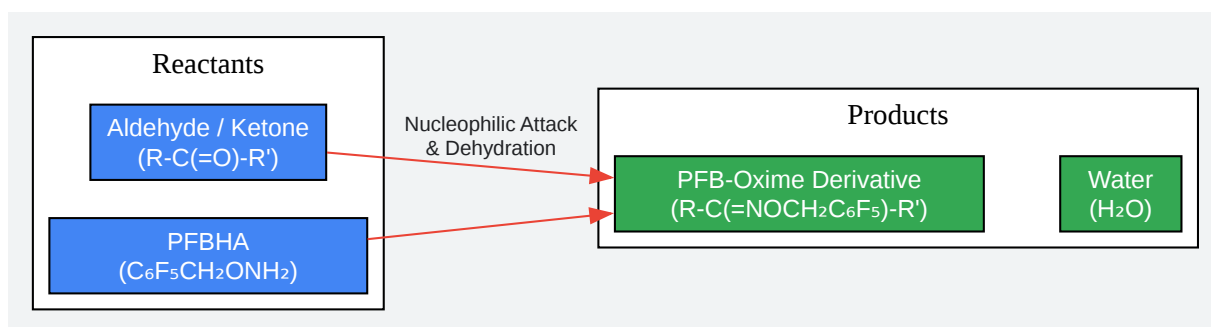 Reactants
Aldehyde / Ketone
(R-C(=O)-R')
PFBHA
(C₆F₅CH₂ONH₂)
Nucleophilic Attack
& Dehydration
Products
PFB-Oxime Derivative
(R-C(=NOCH₂C₆F₅)-R')
Water
(H₂O)